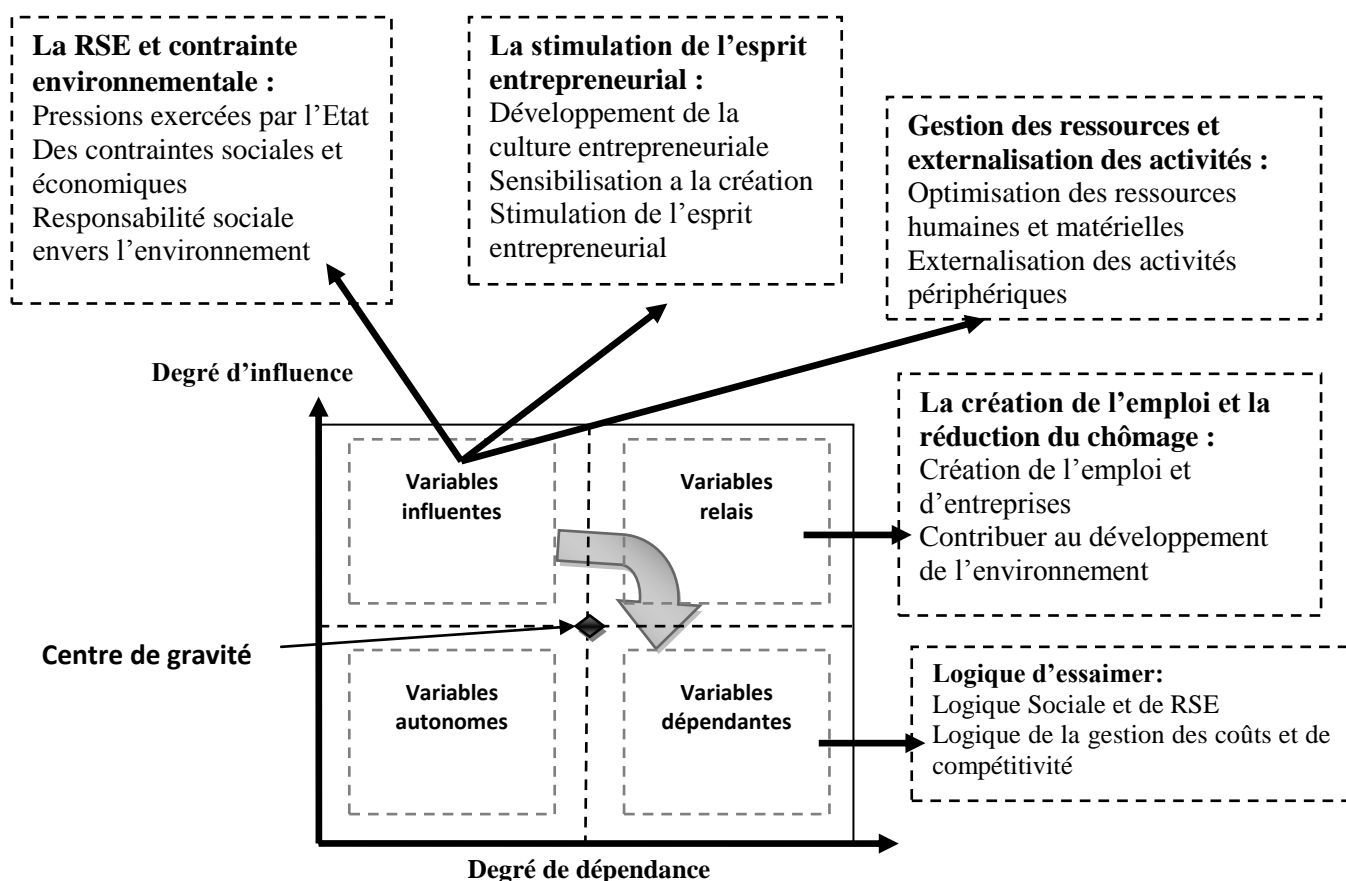 La RSE et contrainte
environnementale :
Pressions exercées par l’Etat
Des contraintes sociales et
économiques
Responsabilité sociale
envers l’environnement
La stimulation de l’esprit
entrepreneurial :
Développement de la
culture entrepreneuriale
Sensibilisation a la création
Stimulation de l’esprit
entrepreneurial
Gestion des ressources et
externalisation des activités :
Optimisation des ressources
humaines et matérielles
Externalisation des activités
périphériques
Degré d’influence
La création de l’emploi et la
réduction du chômage :
Création de l’emploi et
d’entreprises
Contribuer au développement
de l’environnement
Variables
influentes
Variables
relais
Centre de gravité
Variables
autonomes
Variables
dépendantes
Logique d’essaimer:
Logique Sociale et de RSE
Logique de la gestion des coûts et de
compétitivité
Degré de dépendance